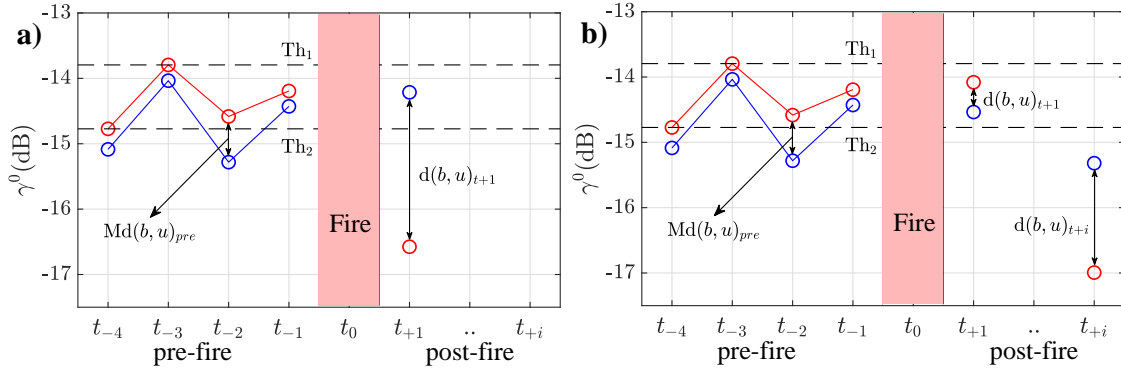 a)
-13
-14
-15
-16
-17
γ⁰(dB)
Th₁
Th₂
Md(b, u)ₚᵣₑ
Fire
d(b, u)ₜ₊₁
t₋₄ t₋₃ t₋₂ t₋₁ t₀ t₊₁ .. t₊ᵢ
pre-fire post-fire
b)
-13
-14
-15
-16
-17
γ⁰(dB)
Th₁
Th₂
Md(b, u)ₚᵣₑ
Fire
d(b, u)ₜ₊₁
d(b, u)ₜ₊ᵢ
t₋₄ t₋₃ t₋₂ t₋₁ t₀ t₊₁ .. t₊ᵢ
pre-fire post-fire